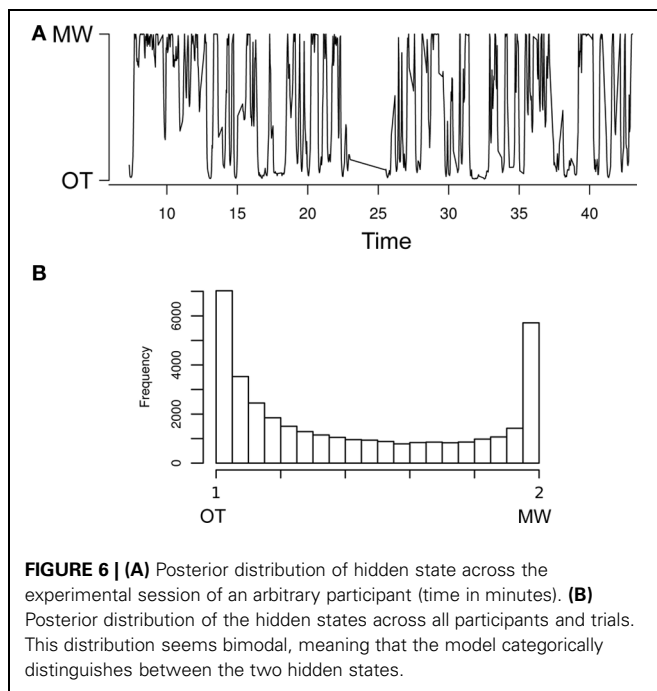 A MW
OT
10 15 20 25 30 35 40
Time
B
Frequency
0 2000 4000 6000
1 2
OT MW
FIGURE 6 | (A) Posterior distribution of hidden state across the
experimental session of an arbitrary participant (time in minutes). (B)
Posterior distribution of the hidden states across all participants and trials.
This distribution seems bimodal, meaning that the model categorically
distinguishes between the two hidden states.